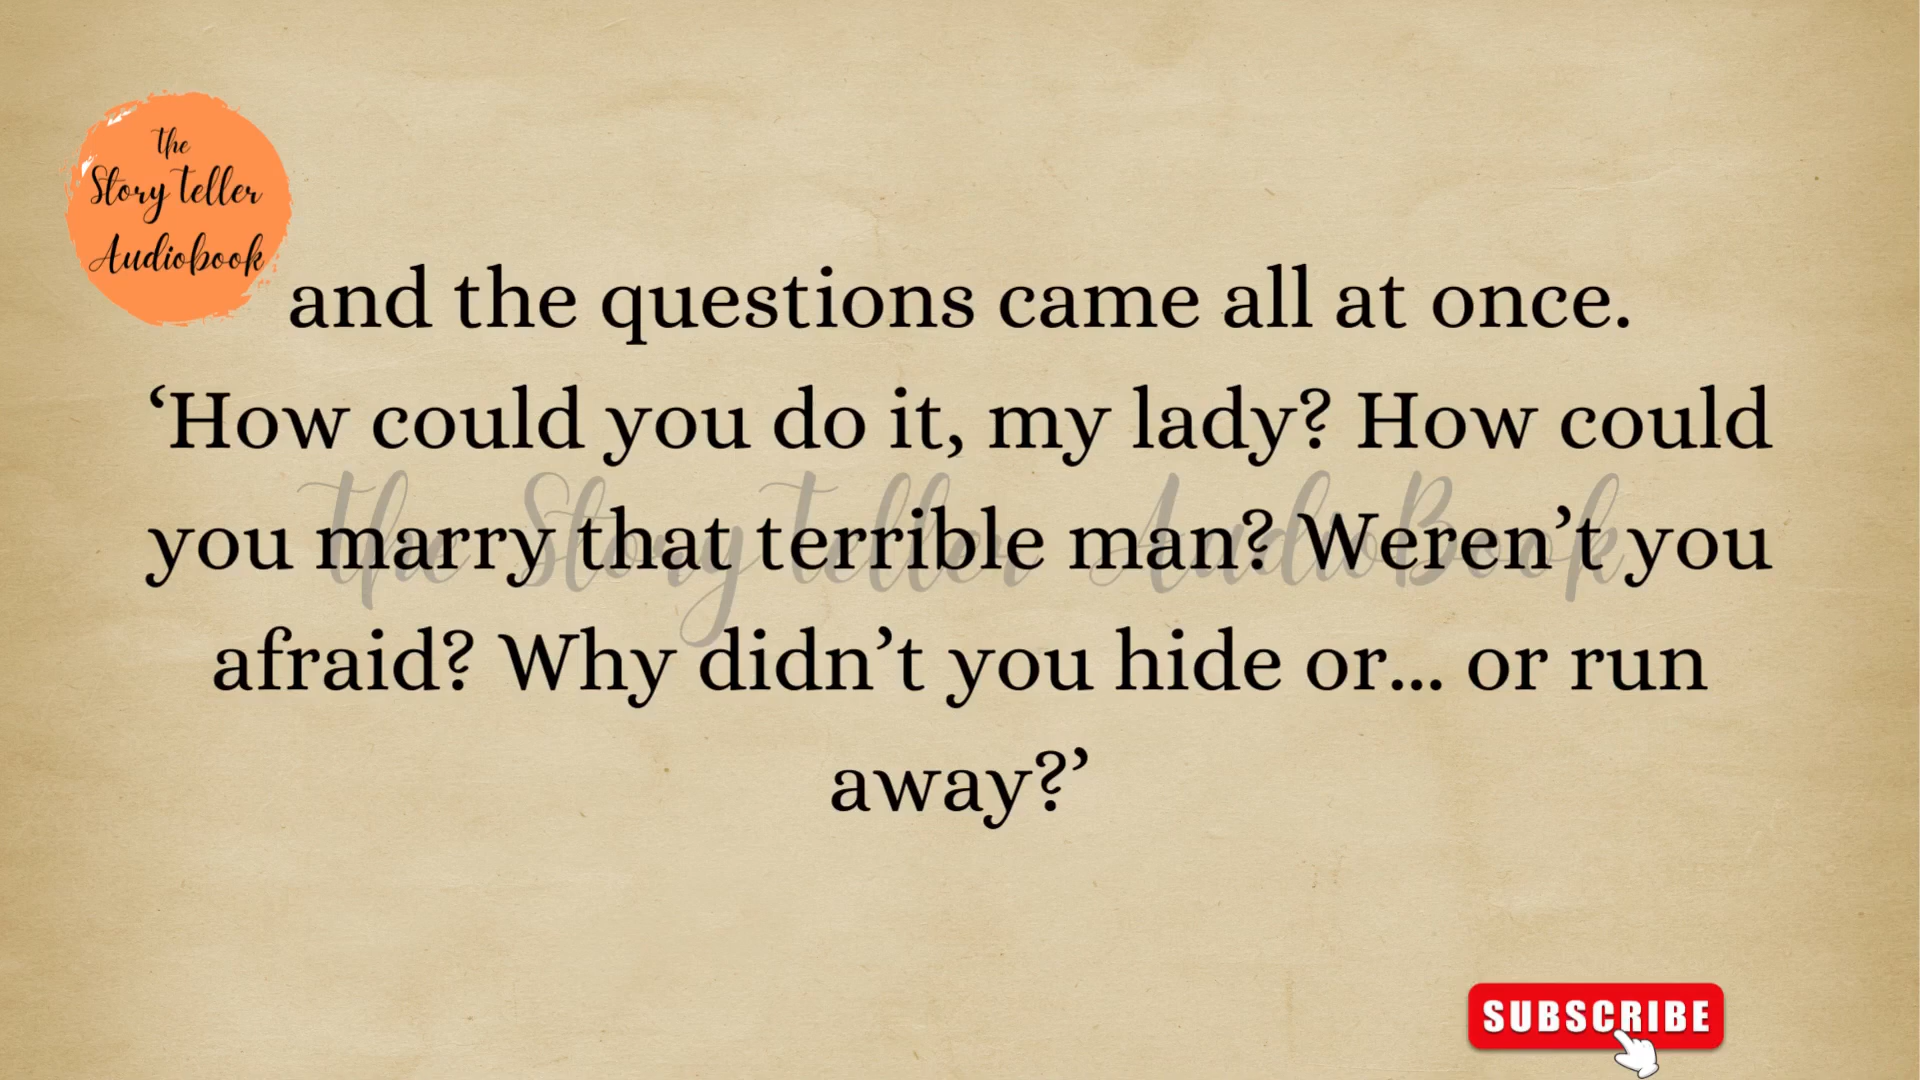 the
Story Teller
Audiobook
and the questions came all at once.
‘How could you do it, my lady? How could
you marry that terrible man? Weren’t you
afraid? Why didn’t you hide or... or run
away?’
the Story Teller AudioBook
SUBSCRIBE